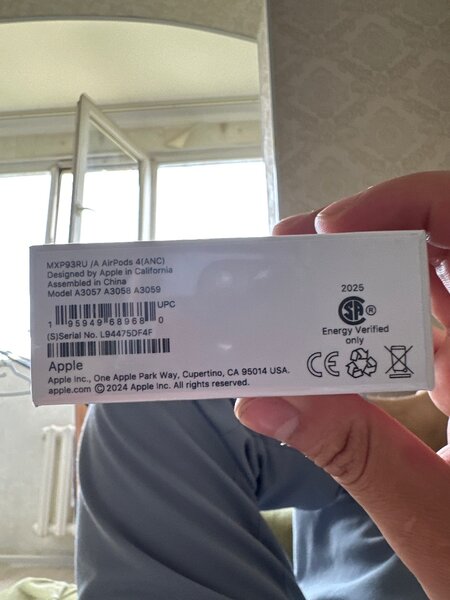 MXP93RU /A AirPods 4(ANC)
Designed by Apple in California
Assembled in China
Model A3057 A3058 A3059
UPC
1 95949 68968 0
(S)Serial No. L94475DF4F
Apple
Apple Inc., One Apple Park Way, Cupertino, CA 95014 USA.
apple.com ©2024 Apple Inc. All rights reserved.
2025
SA ®
Energy Verified
only
CE